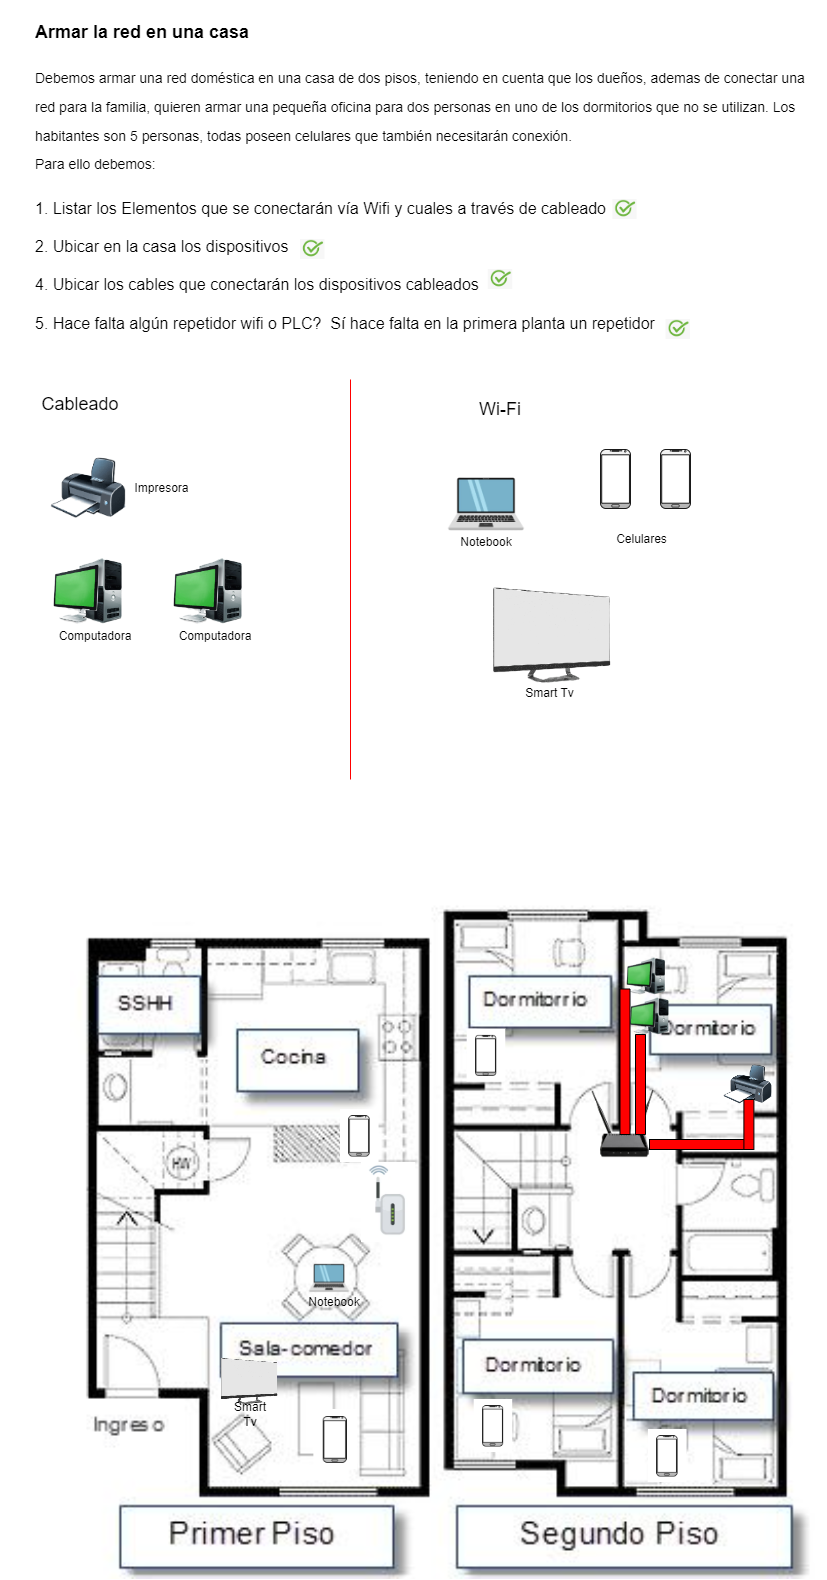 Armar la red en una casa
Debemos armar una red doméstica en una casa de dos pisos, teniendo en cuenta que los dueños, ademas de conectar una
red para la familia, quieren armar una pequeña oficina para dos personas en uno de los dormitorios que no se utilizan. Los
habitantes son 5 personas, todas poseen celulares que también necesitarán conexión.
Para ello debemos:
1. Listar los Elementos que se conectarán vía Wifi y cuales a través de cableado
2. Ubicar en la casa los dispositivos
4. Ubicar los cables que conectarán los dispositivos cableados
5. Hace falta algún repetidor wifi o PLC? Sí hace falta en la primera planta un repetidor
Cableado
Wi-Fi
Impresora
Notebook
Celulares
Computadora
Computadora
Smart Tv
SSHH
Cocina
HW
Notebook
Sala-comedor
Smart
Tv
Ingreso
Primer Piso
Dormitorrio
Dormitorio
Dormitorio
Dormitorio
Segundo Piso